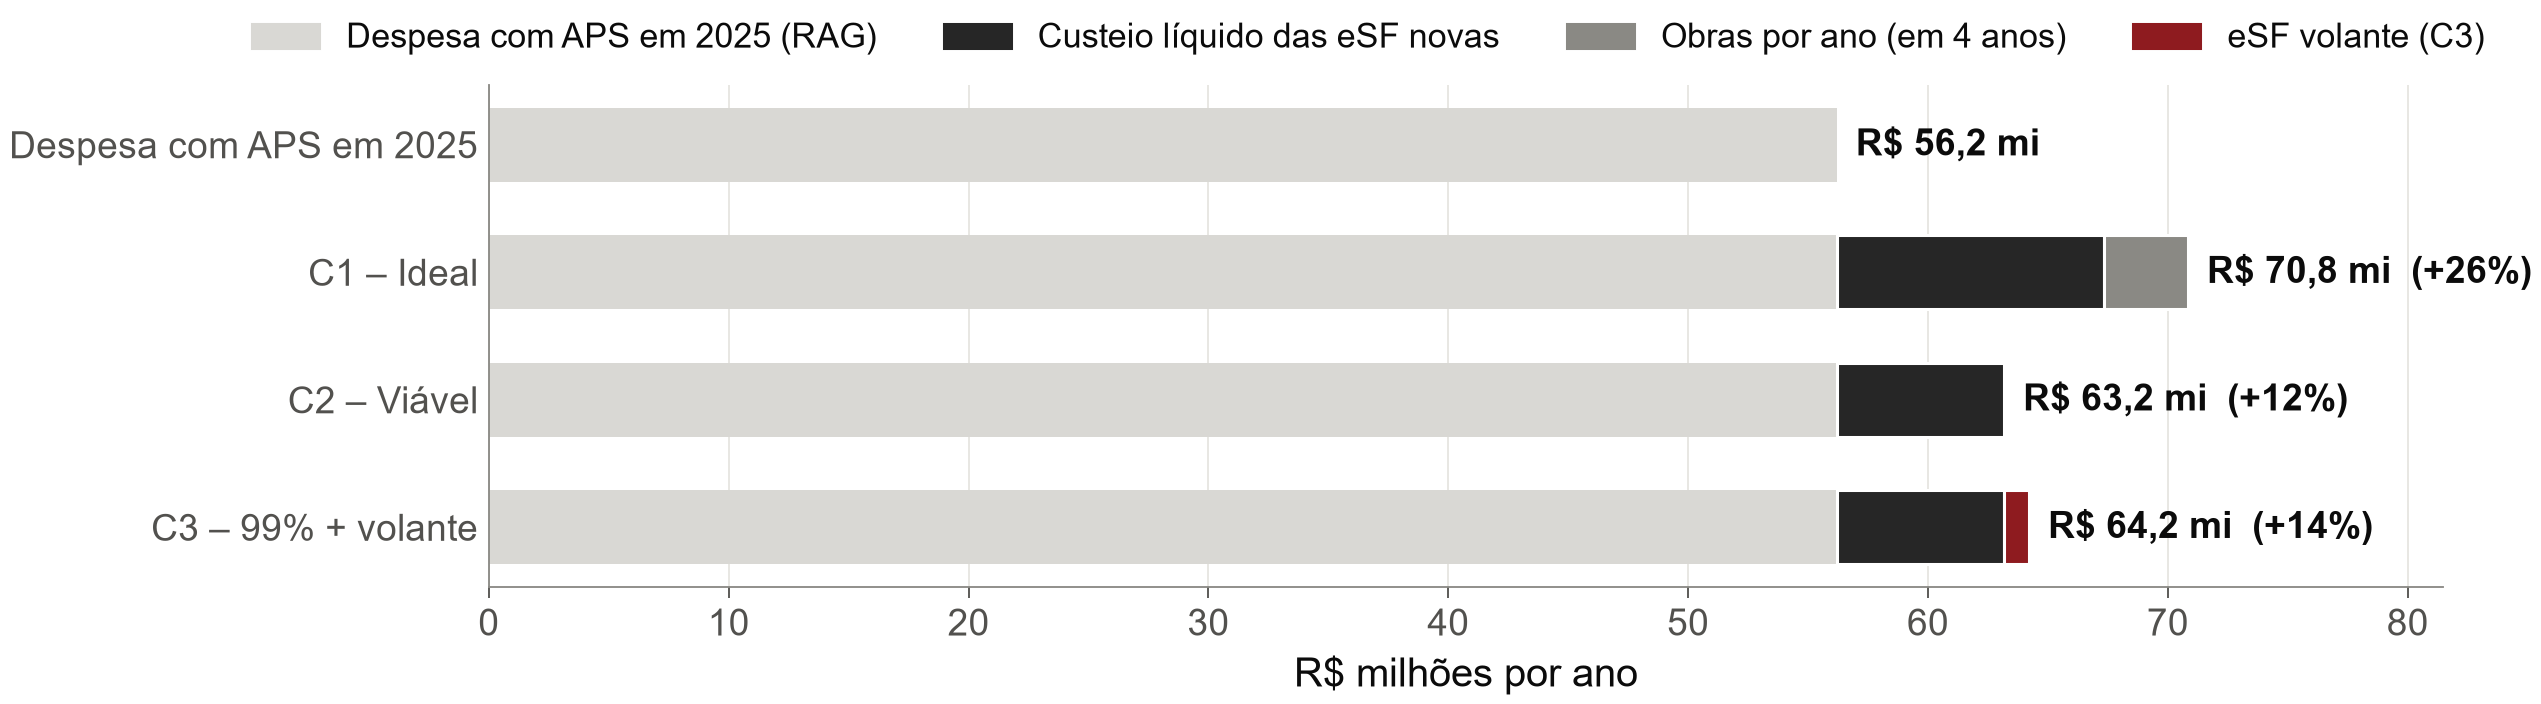 Despesa com APS em 2025 (RAG) Custeio líquido das eSF novas Obras por ano (em 4 anos) eSF volante (C3)
Despesa com APS em 2025 R$ 56,2 mi
C1 – Ideal R$ 70,8 mi (+26%)
C2 – Viável R$ 63,2 mi (+12%)
C3 – 99% + volante R$ 64,2 mi (+14%)
0 10 20 30 40 50 60 70 80
R$ milhões por ano